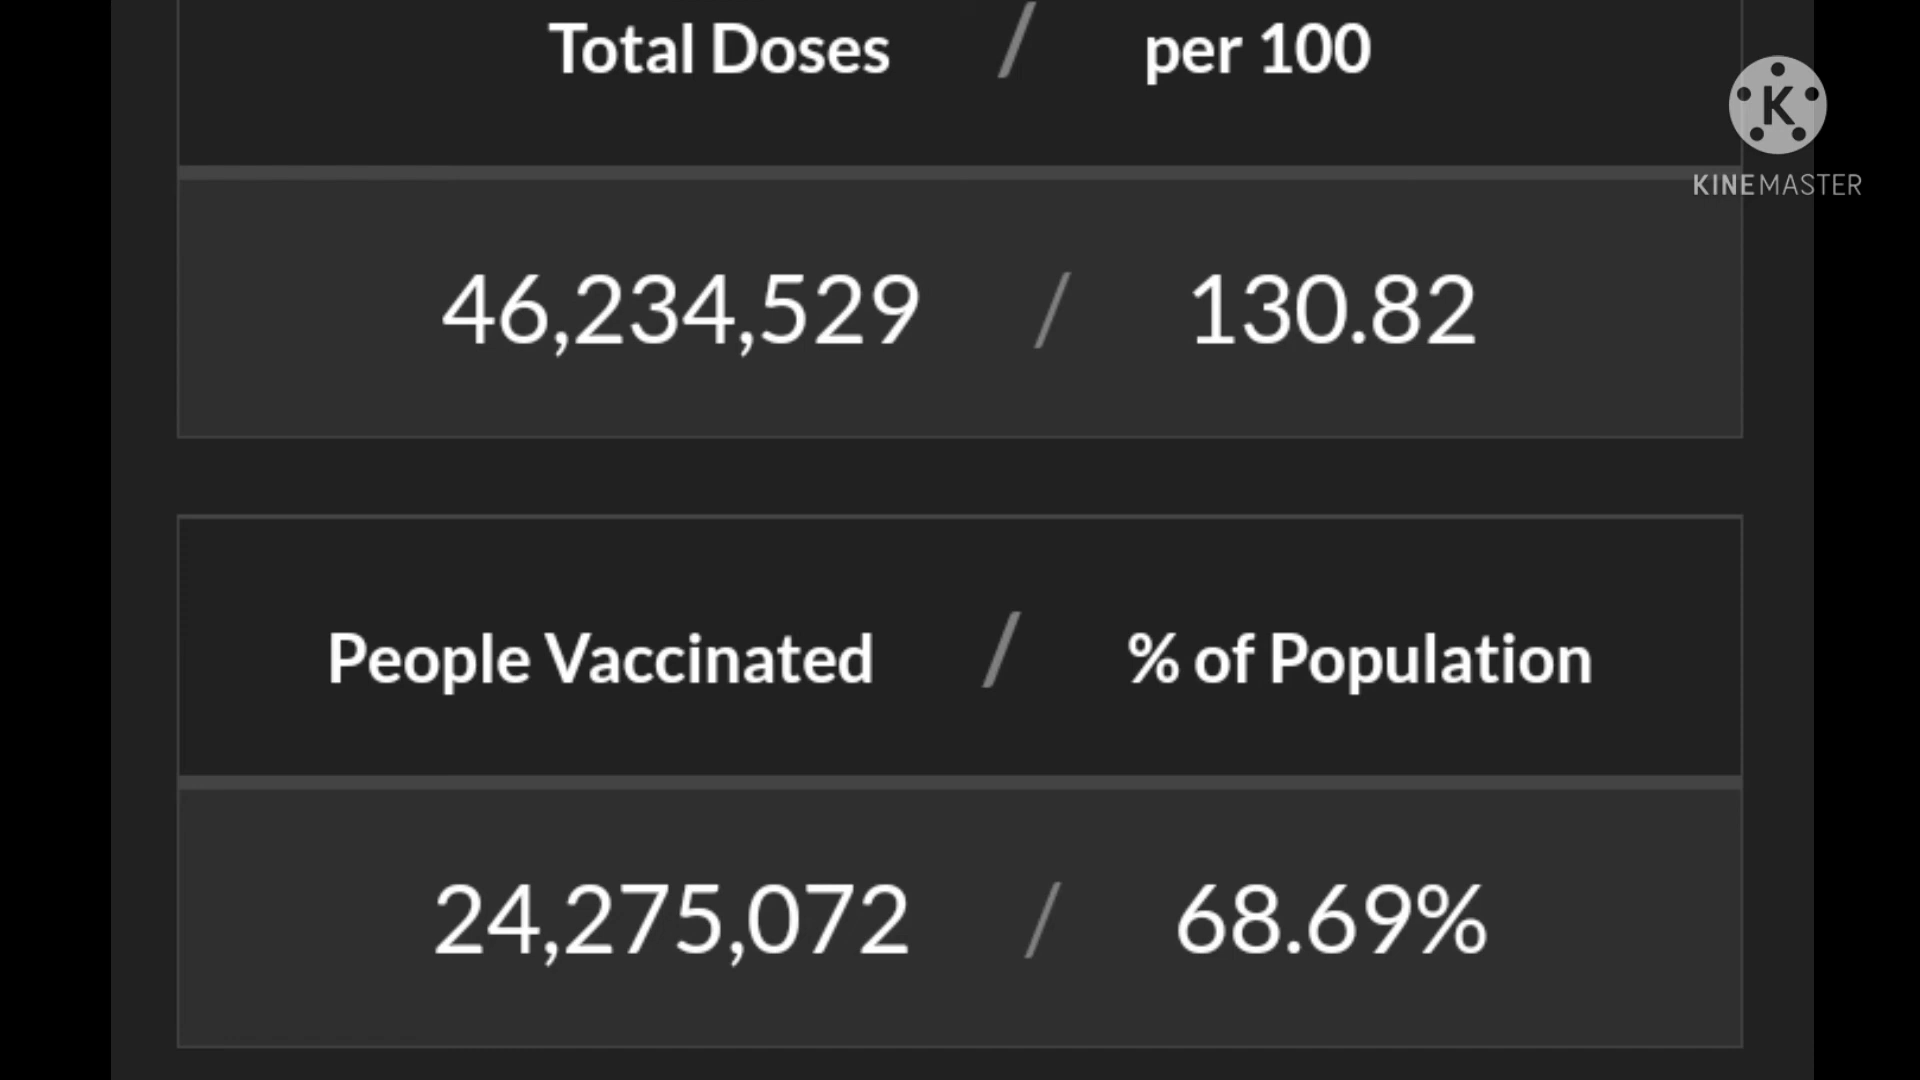 Total Doses / per 100
K
KINEMASTER
46,234,529 / 130.82
People Vaccinated / % of Population
24,275,072 / 68.69%